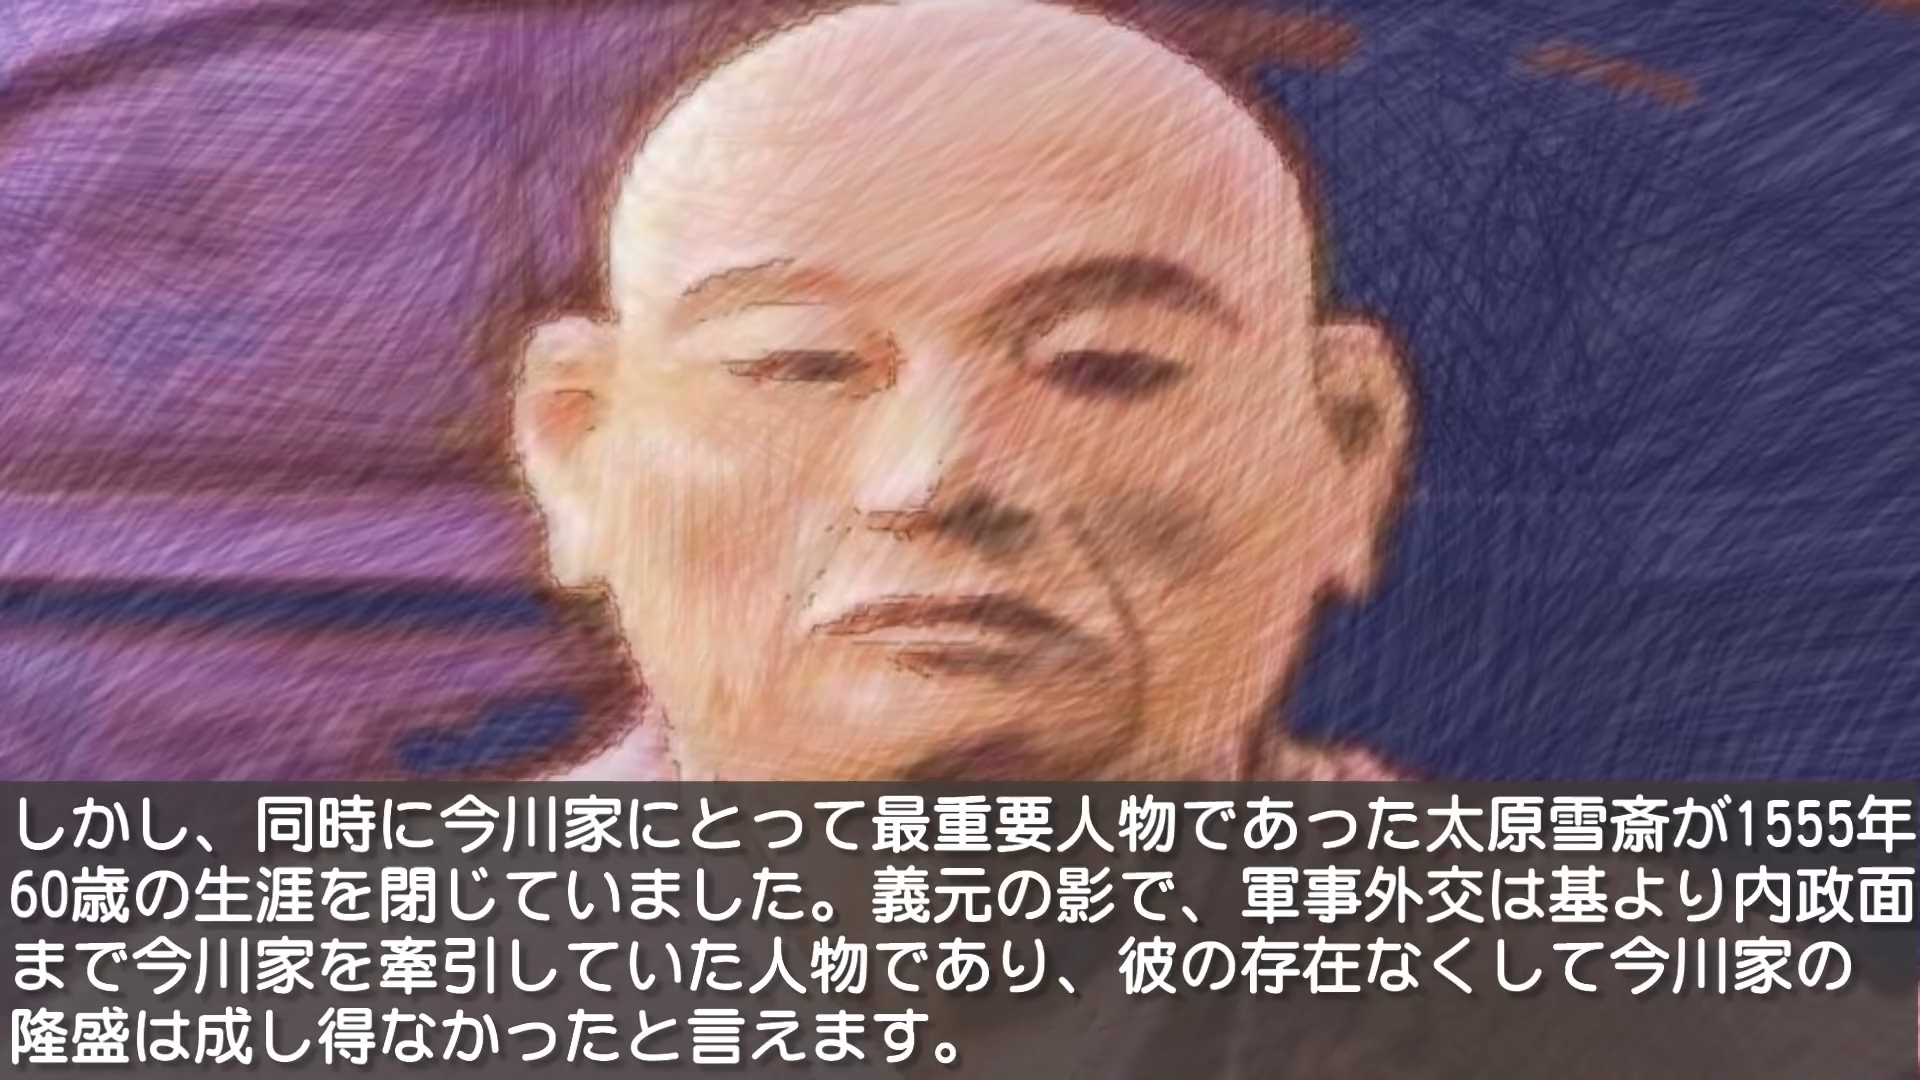 しかし、同時に今川家にとって最重要人物であった太原雪斎が1555年
60歳の生涯を閉じていました。義元の影で、軍事外交は基より内政面
まで今川家を牽引していた人物であり、彼の存在なくして今川家の
隆盛は成し得なかったと言えます。